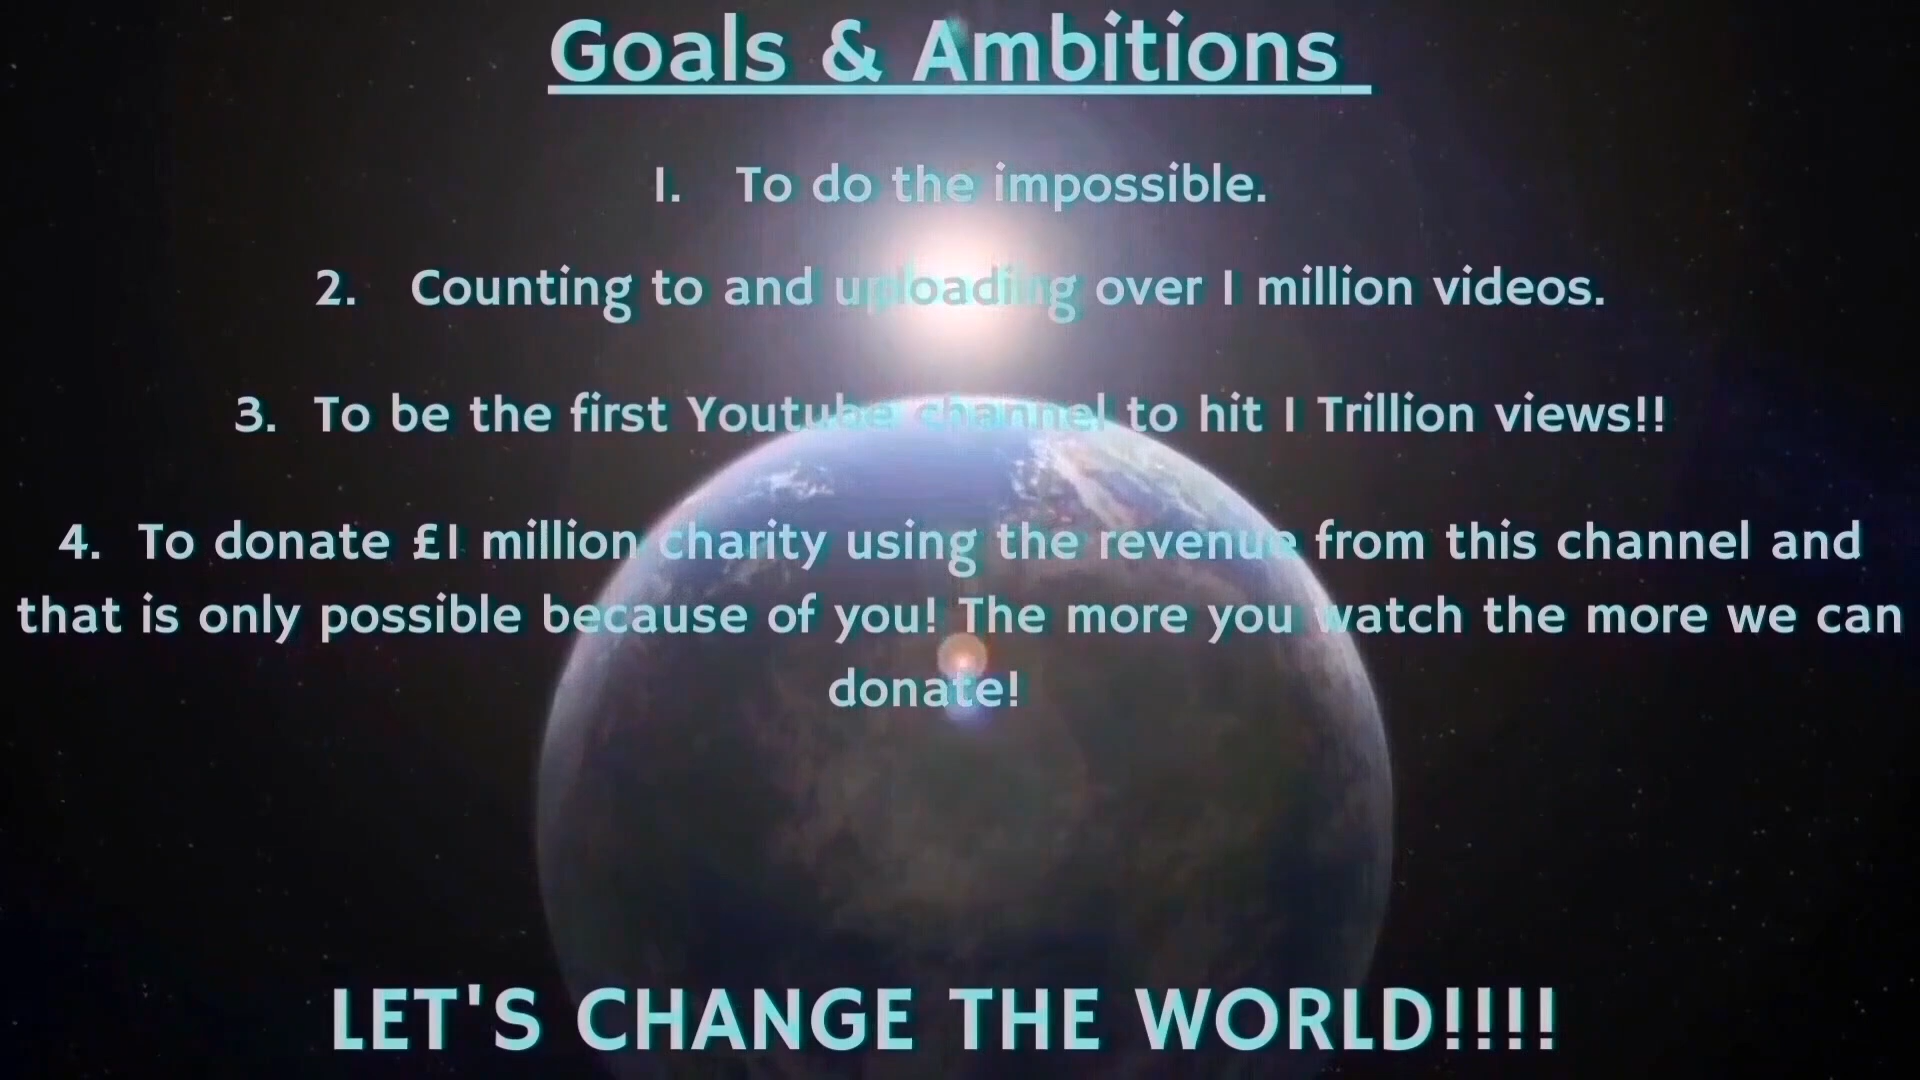 Goals & Ambitions
1. To do the impossible.
2. Counting to and uploading over 1 million videos.
3. To be the first Youtube channel to hit 1 Trillion views!!
4. To donate £1 million charity using the revenue from this channel and
that is only possible because of you! The more you watch the more we can
donate!
LET'S CHANGE THE WORLD!!!!